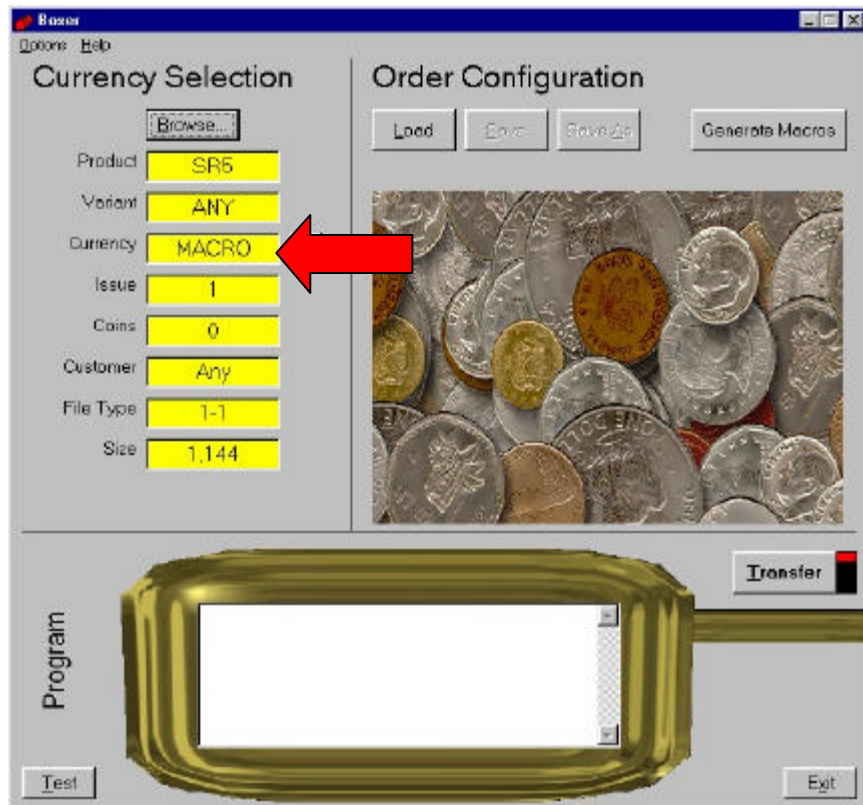 Boxer
Options Help
Currency Selection
Browse...
Product SR5
Variant ANY
Currency MACRO
Issue 1
Coins 0
Customer Any
File Type 1-1
Size 1,144
Order Configuration
Load Save Save As Generate Macros
Transfer
Program
Test
Exit